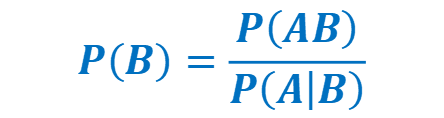 P(B) = P(AB) / P(A|B)